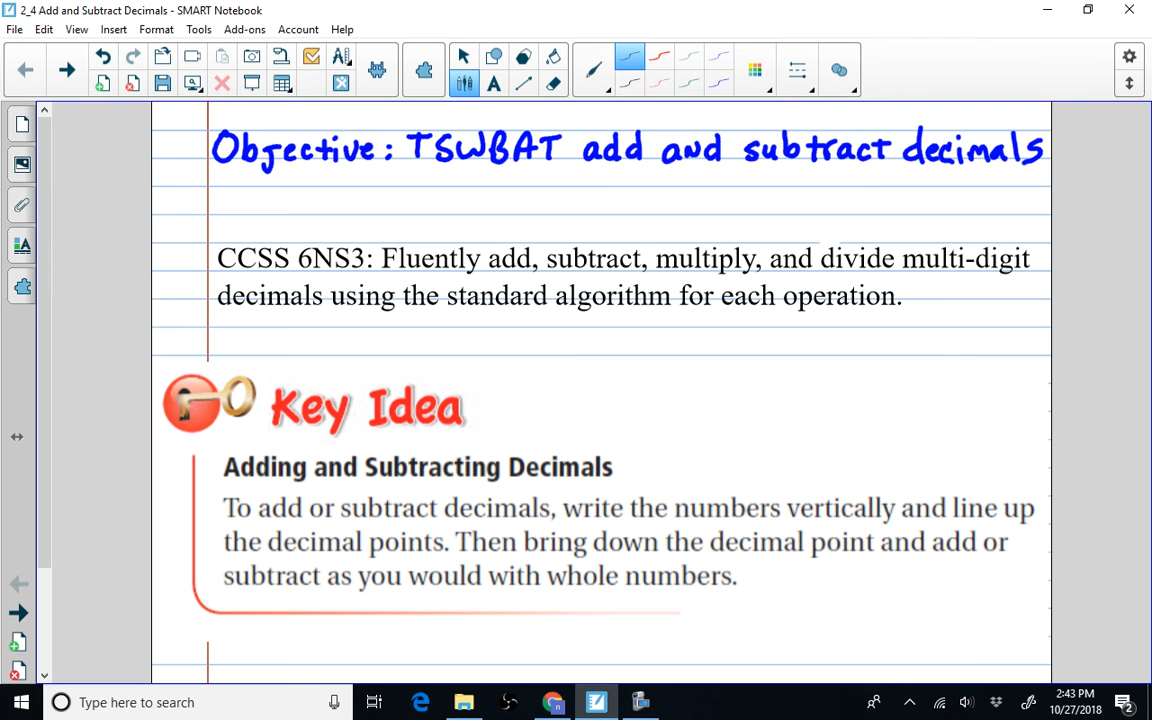 2_4 Add and Subtract Decimals - SMART Notebook
File Edit View Insert Format Tools Add-ons Account Help
Objective: TSWBAT add and subtract decimals
CCSS 6NS3: Fluently add, subtract, multiply, and divide multi-digit
decimals using the standard algorithm for each operation.
Key Idea
Adding and Subtracting Decimals
To add or subtract decimals, write the numbers vertically and line up
the decimal points. Then bring down the decimal point and add or
subtract as you would with whole numbers.
Type here to search
2:43 PM
10/27/2018
2